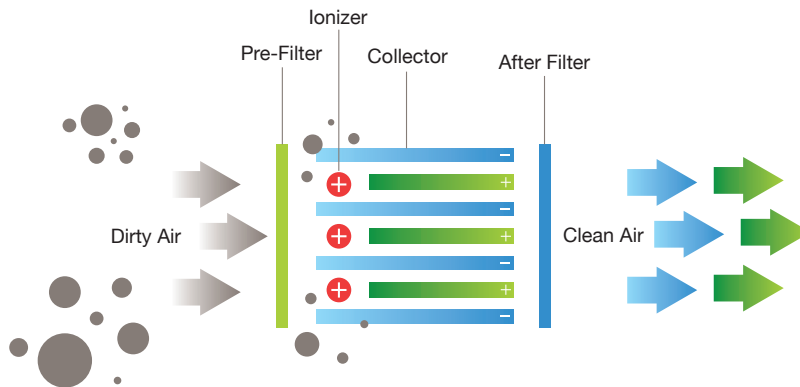 Ionizer
Pre-Filter
Collector
After Filter
−
+
+
−
Dirty Air
+
+
Clean Air
−
+
+
−